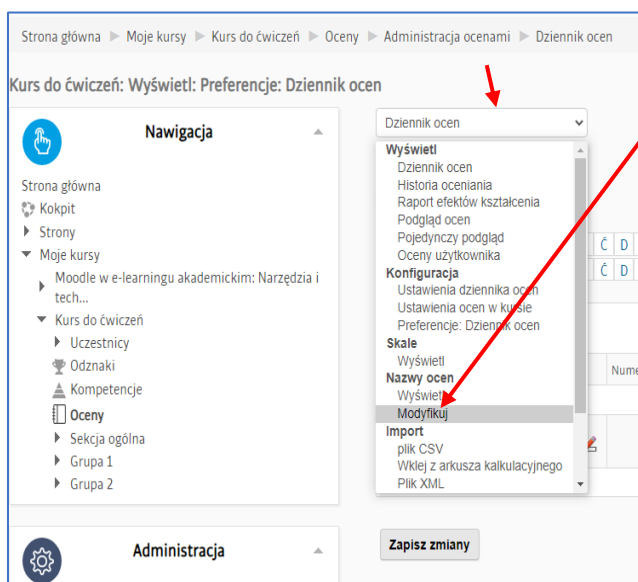 Strona główna Moje kursy Kurs do ćwiczeń Oceny Administracja ocenami Dziennik ocen
Kurs do ćwiczeń: Wyświetl: Preferencje: Dziennik ocen
Nawigacja
Strona główna
Kokpit
Strony
Moje kursy
Moodle w e-learningu akademickim: Narzędzia i
tech...
Kurs do ćwiczeń
Uczestnicy
Odznaki
Kompetencje
Oceny
Sekcja ogólna
Grupa 1
Grupa 2
Administracja
Dziennik ocen
Wyświetl
Dziennik ocen
Historia oceniania
Raport efektów kształcenia
Podgląd ocen
Pojedynczy podgląd
Oceny użytkownika
Konfiguracja
Ustawienia dziennika ocen
Ustawienia ocen w kursie
Preferencje: Dziennik ocen
Skale
Wyświetl
Nazwy ocen
Wyświetl
Modyfikuj
Import
plik CSV
Wklej z arkusza kalkulacyjnego
Plik XML
Ć D
Ć D
Nume
Zapisz zmiany